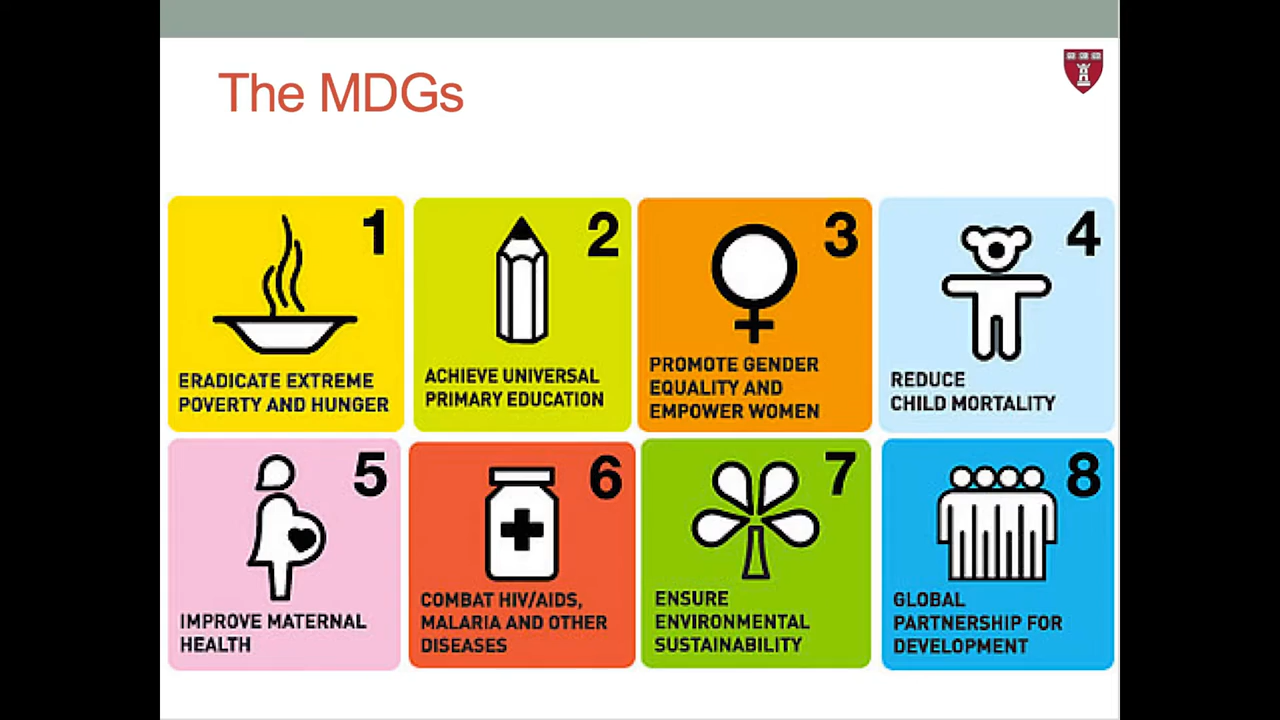 The MDGs
1
ERADICATE EXTREME
POVERTY AND HUNGER
2
ACHIEVE UNIVERSAL
PRIMARY EDUCATION
3
PROMOTE GENDER
EQUALITY AND
EMPOWER WOMEN
4
REDUCE
CHILD MORTALITY
5
IMPROVE MATERNAL
HEALTH
6
COMBAT HIV/AIDS,
MALARIA AND OTHER
DISEASES
7
ENSURE
ENVIRONMENTAL
SUSTAINABILITY
8
GLOBAL
PARTNERSHIP FOR
DEVELOPMENT